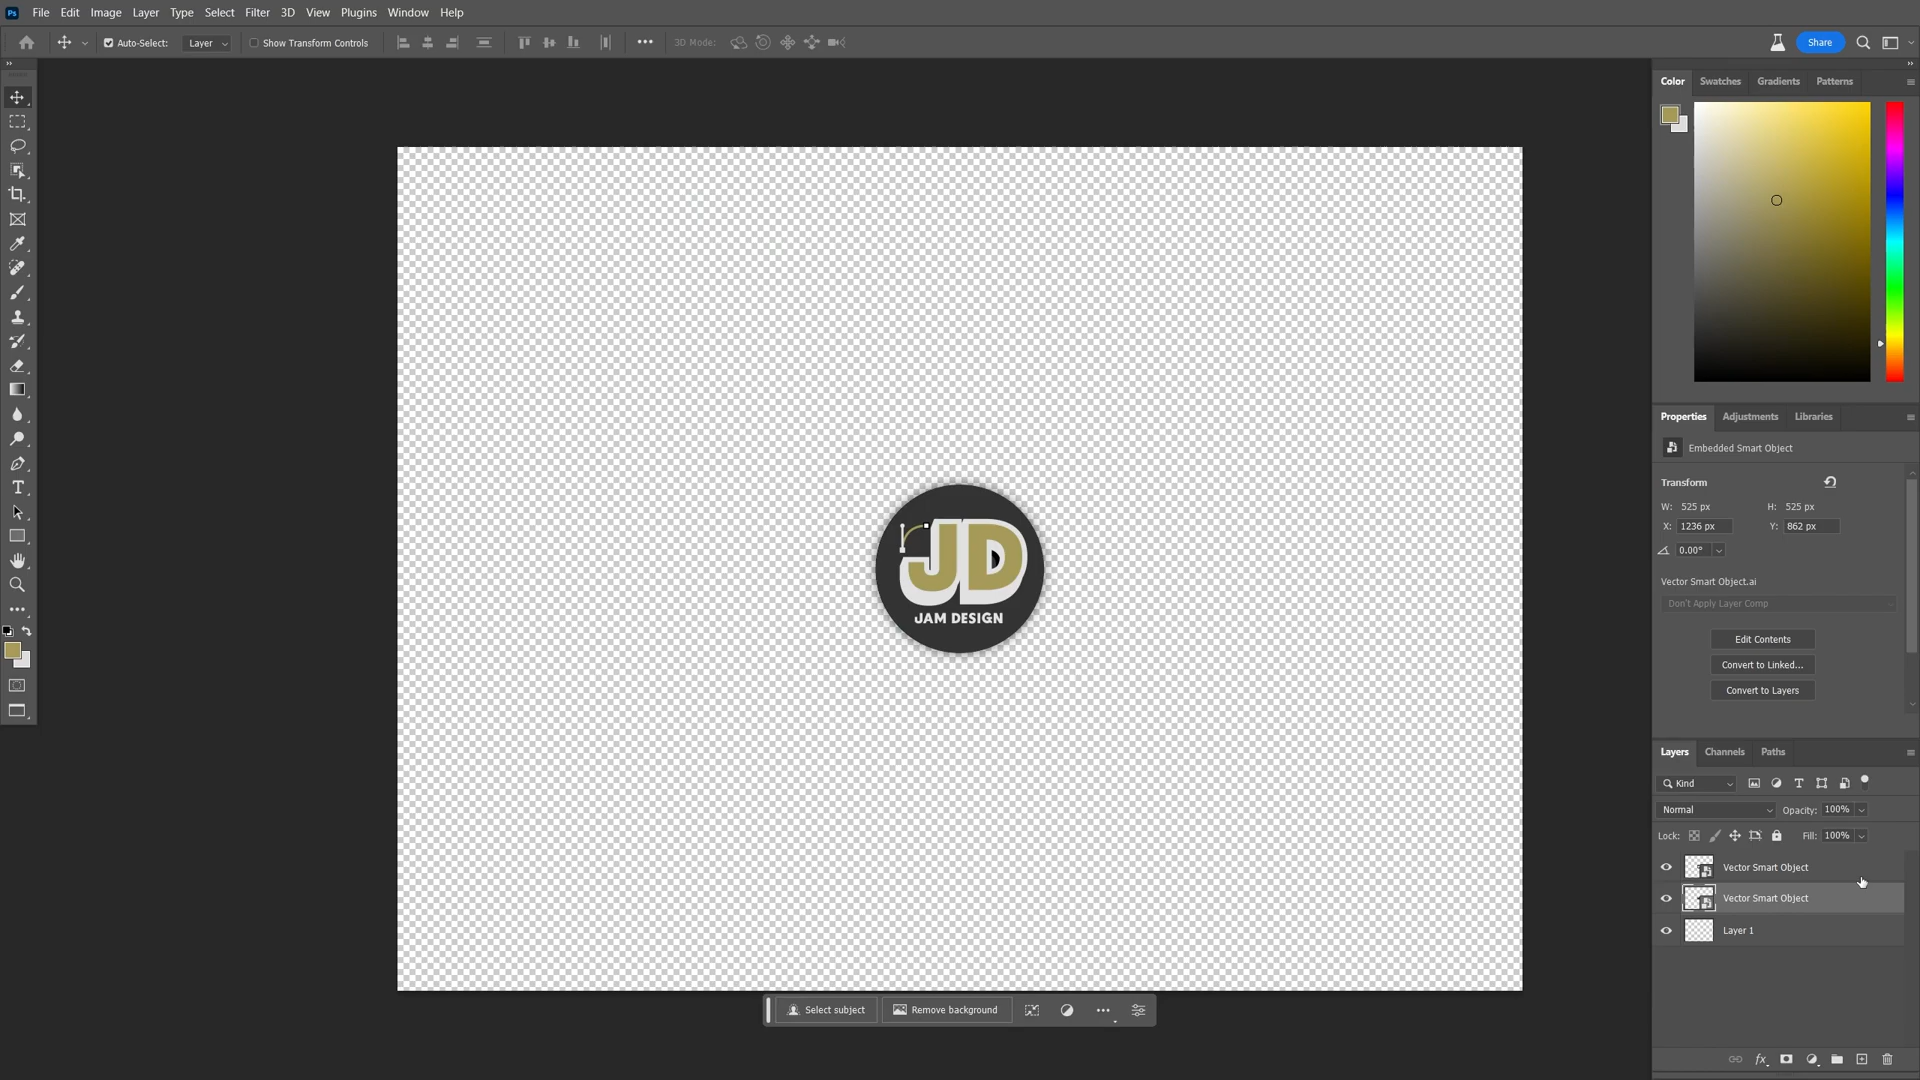 Ps File Edit Image Layer Type Select Filter 3D View Plugins Window Help
Auto-Select: Layer Show Transform Controls 3D Mode: Share
Color Swatches Gradients Patterns
Properties Adjustments Libraries
Embedded Smart Object
Transform
W: 525 px H: 525 px
X: 1236 px Y: 862 px
0.00°
Vector Smart Object.ai
Don't Apply Layer Comp
Edit Contents
Convert to Linked...
Convert to Layers
JD
JAM DESIGN
Layers Channels Paths
Kind
Normal Opacity: 100%
Lock: Fill: 100%
Vector Smart Object
Vector Smart Object
Layer 1
Select subject Remove background
fx